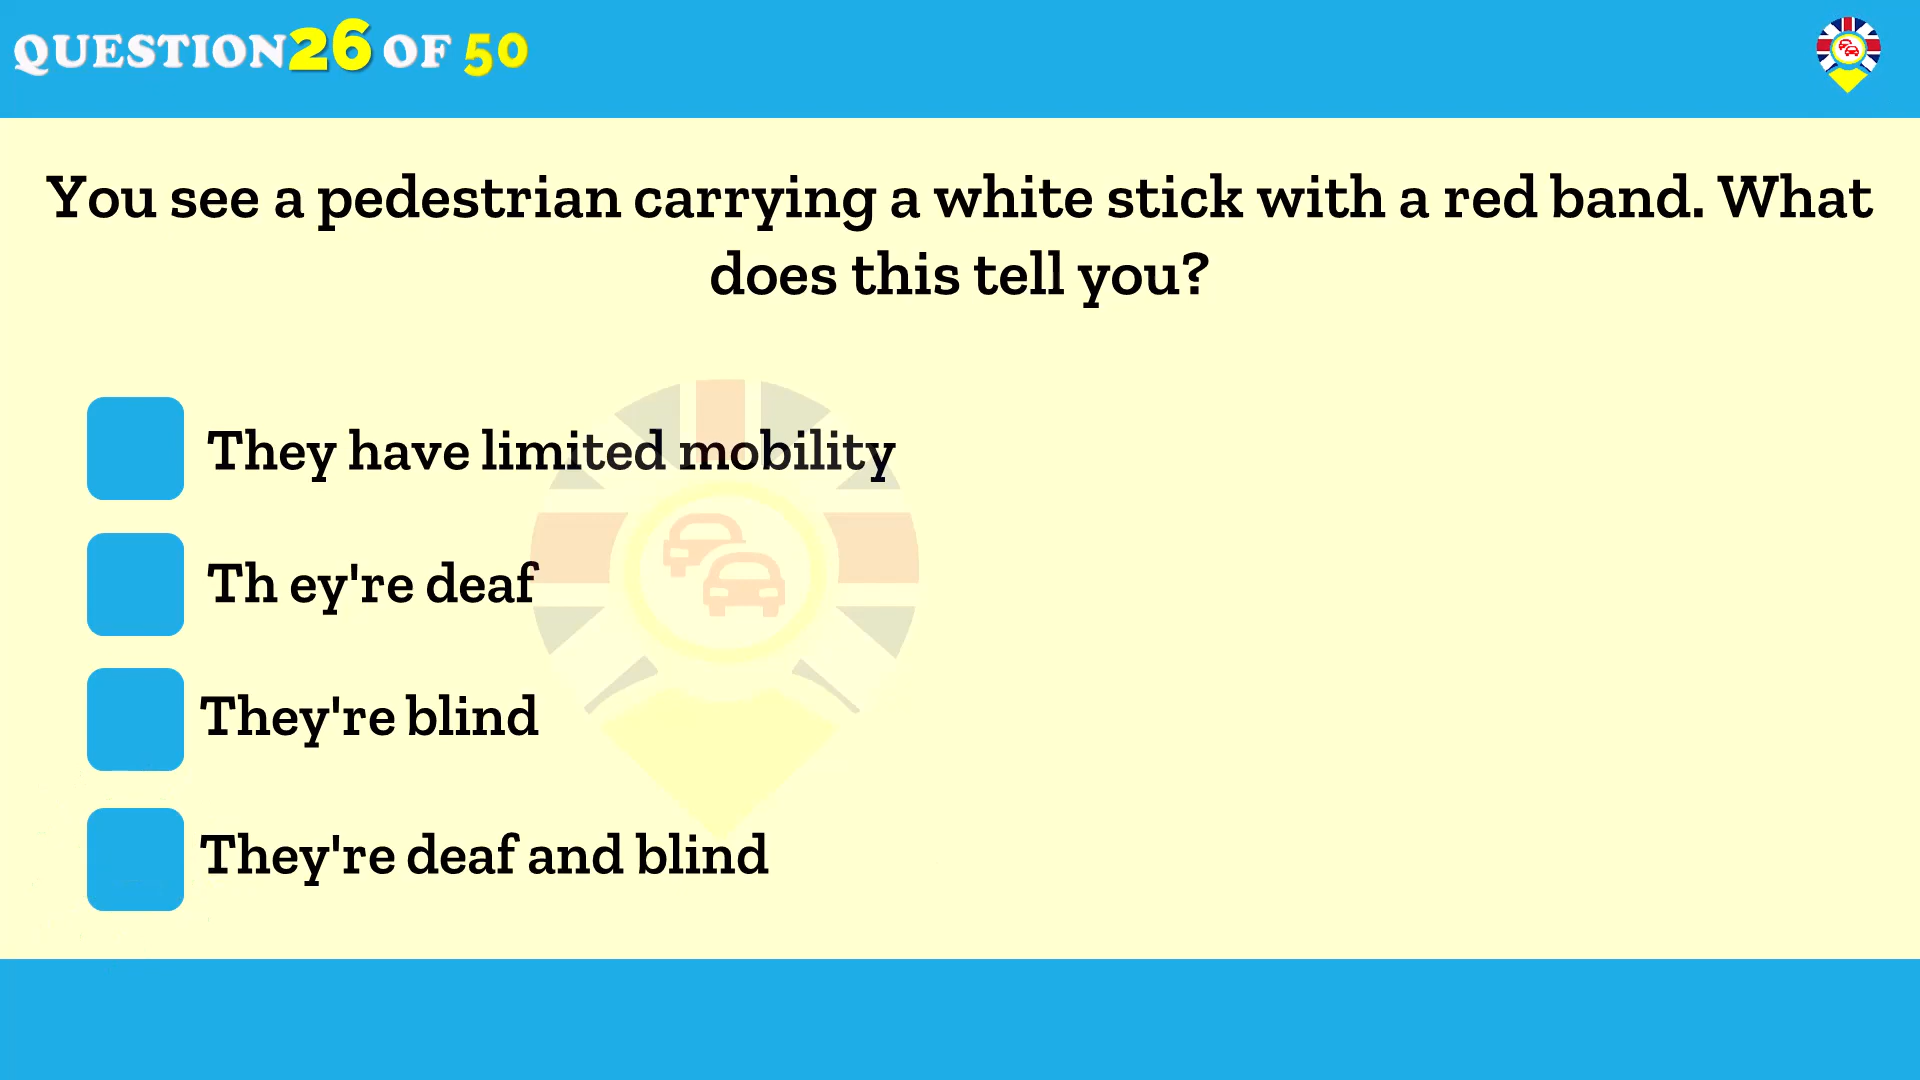 QUESTION 26 OF 50
You see a pedestrian carrying a white stick with a red band. What
does this tell you?
They have limited mobility
Th ey're deaf
They're blind
They're deaf and blind